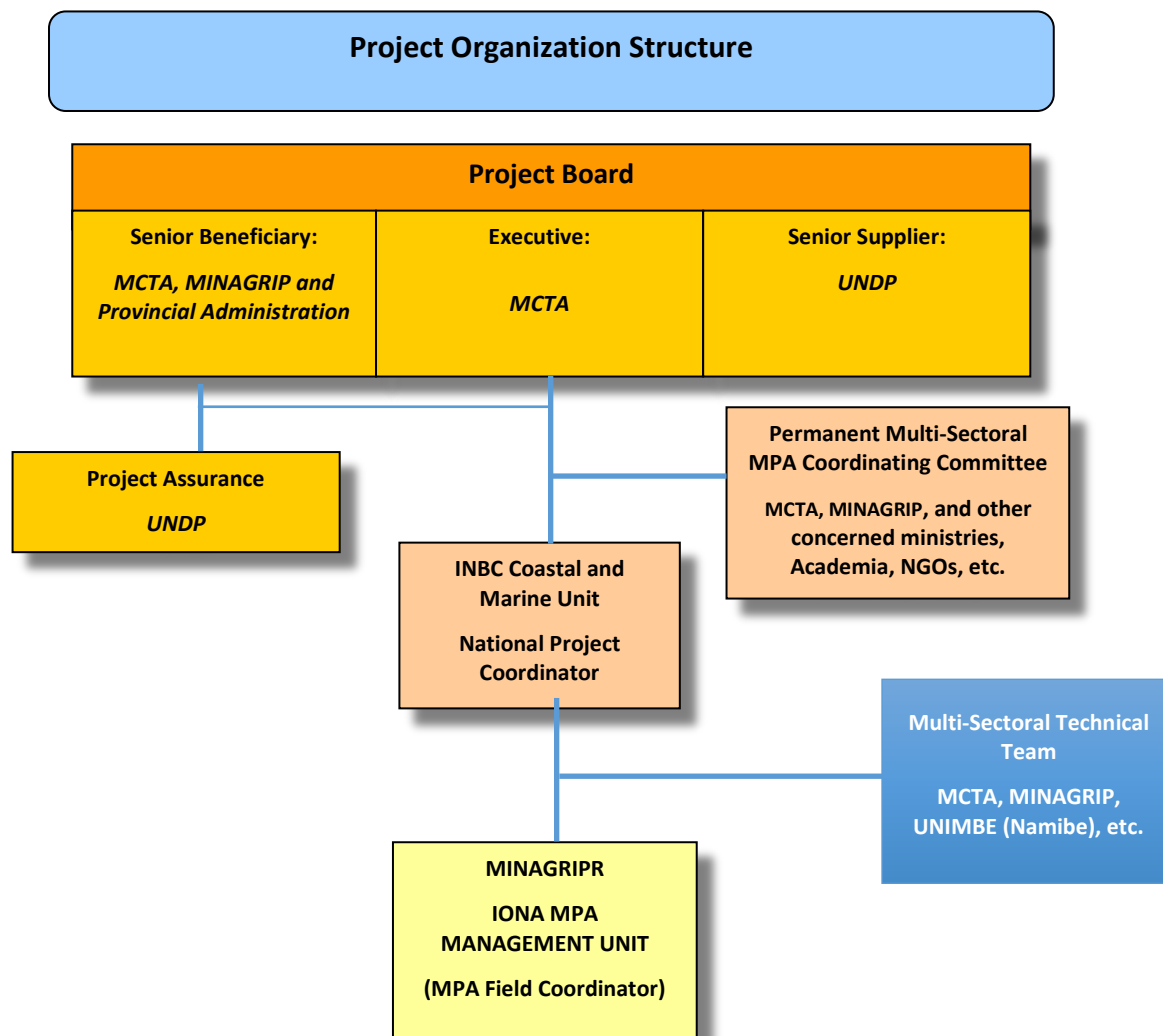 Project Organization Structure
Project Board
Senior Beneficiary:
MCTA, MINAGRIP and
Provincial Administration
Executive:
MCTA
Senior Supplier:
UNDP
Project Assurance
UNDP
Permanent Multi-Sectoral
MPA Coordinating Committee
MCTA, MINAGRIP, and other
concerned ministries,
Academia, NGOs, etc.
INBC Coastal and
Marine Unit
National Project
Coordinator
Multi-Sectoral Technical
Team
MCTA, MINAGRIP,
UNIMBE (Namibe), etc.
MINAGRIPR
IONA MPA
MANAGEMENT UNIT
(MPA Field Coordinator)